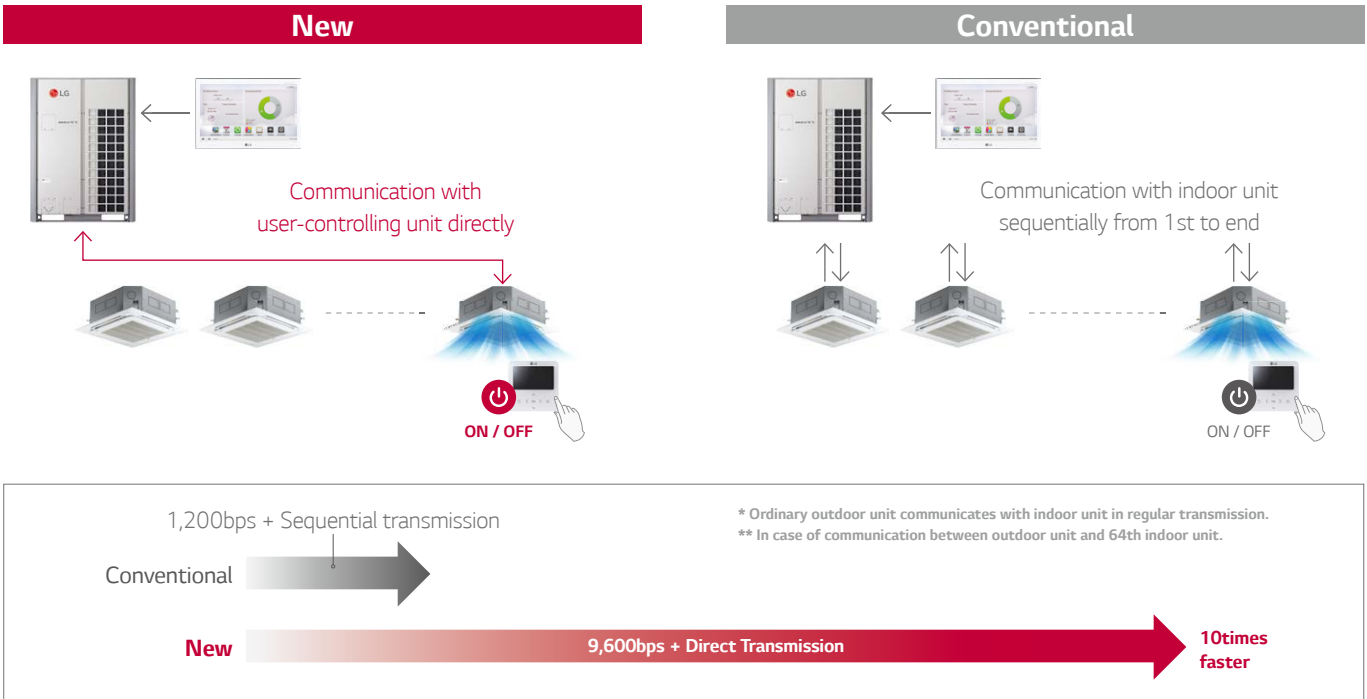 New
Conventional
LG
LG
Communication with
user-controlling unit directly
Communication with indoor unit
sequentially from 1st to end
ON / OFF
ON / OFF
1,200bps + Sequential transmission
* Ordinary outdoor unit communicates with indoor unit in regular transmission.
** In case of communication between outdoor unit and 64th indoor unit.
Conventional
New
9,600bps + Direct Transmission
10times
faster